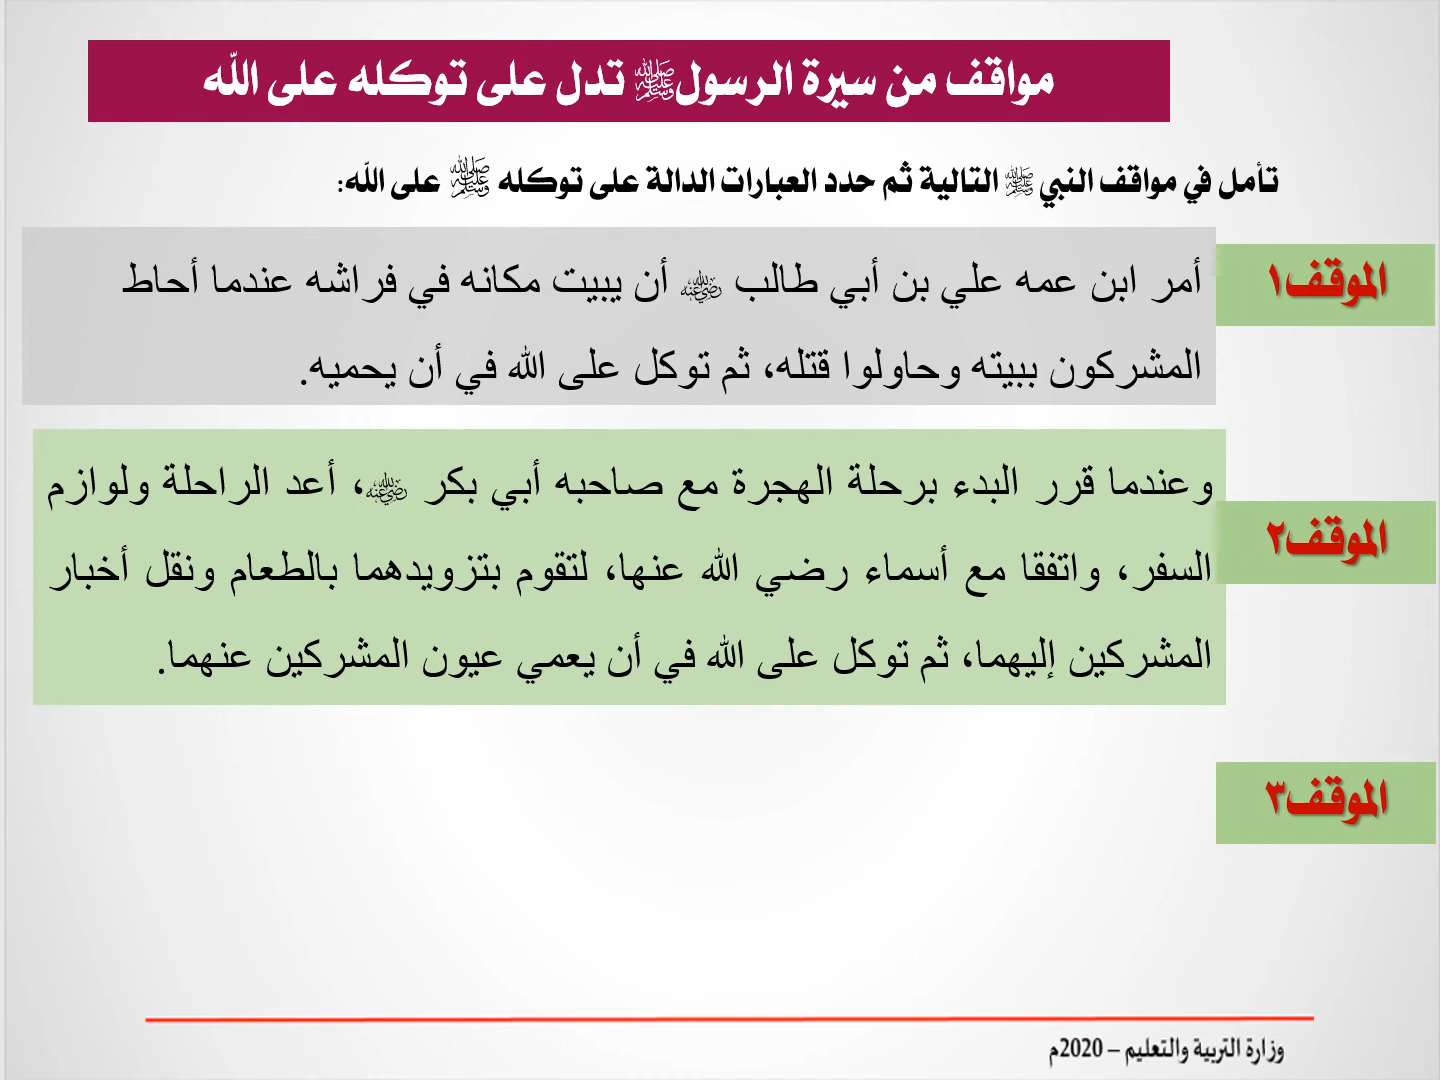 مواقف من سيرة الرسولﷺ تدل على توكله على الله
تأمل في مواقف النبي ﷺ التالية ثم حدد العبارات الدالة على توكله ﷺ على الله:
الموقف١
أمر ابن عمه علي بن أبي طالب رضي الله عنه أن يبيت مكانه في فراشه عندما أحاط
المشركون ببيته وحاولوا قتله، ثم توكل على الله في أن يحميه.
الموقف٢
وعندما قرر البدء برحلة الهجرة مع صاحبه أبي بكر رضي الله عنه، أعد الراحلة ولوازم
السفر، واتفقا مع أسماء رضي الله عنها، لتقوم بتزويدهما بالطعام ونقل أخبار
المشركين إليهما، ثم توكل على الله في أن يعمي عيون المشركين عنهما.
الموقف٣
وزارة التربية والتعليم – 2020م